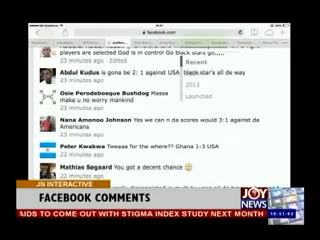 facebook.com
players are selected God is in control Go black stars go.....
23 minutes ago · Edited
Recent
2013
Launched
Abdul Kudus is gona be 2: 1 against USA black star's all de way
23 minutes ago
Osie Perodebosque Bushdog Massa
make u no worry mankind
23 minutes ago
Nana Amonoo Johnson Yes we can n da scores would 3:1 against da
Americans
23 minutes ago
Peter Kwakwa Tweaaa for the where?? Ghana 1-3 USA
22 minutes ago
Mathias Søgaard You got a decent chance
22 minutes ago
JN INTERACTIVE
FACEBOOK COMMENTS
JOY
NEWS
AIDS TO COME OUT WITH STIGMA INDEX STUDY NEXT MONTH